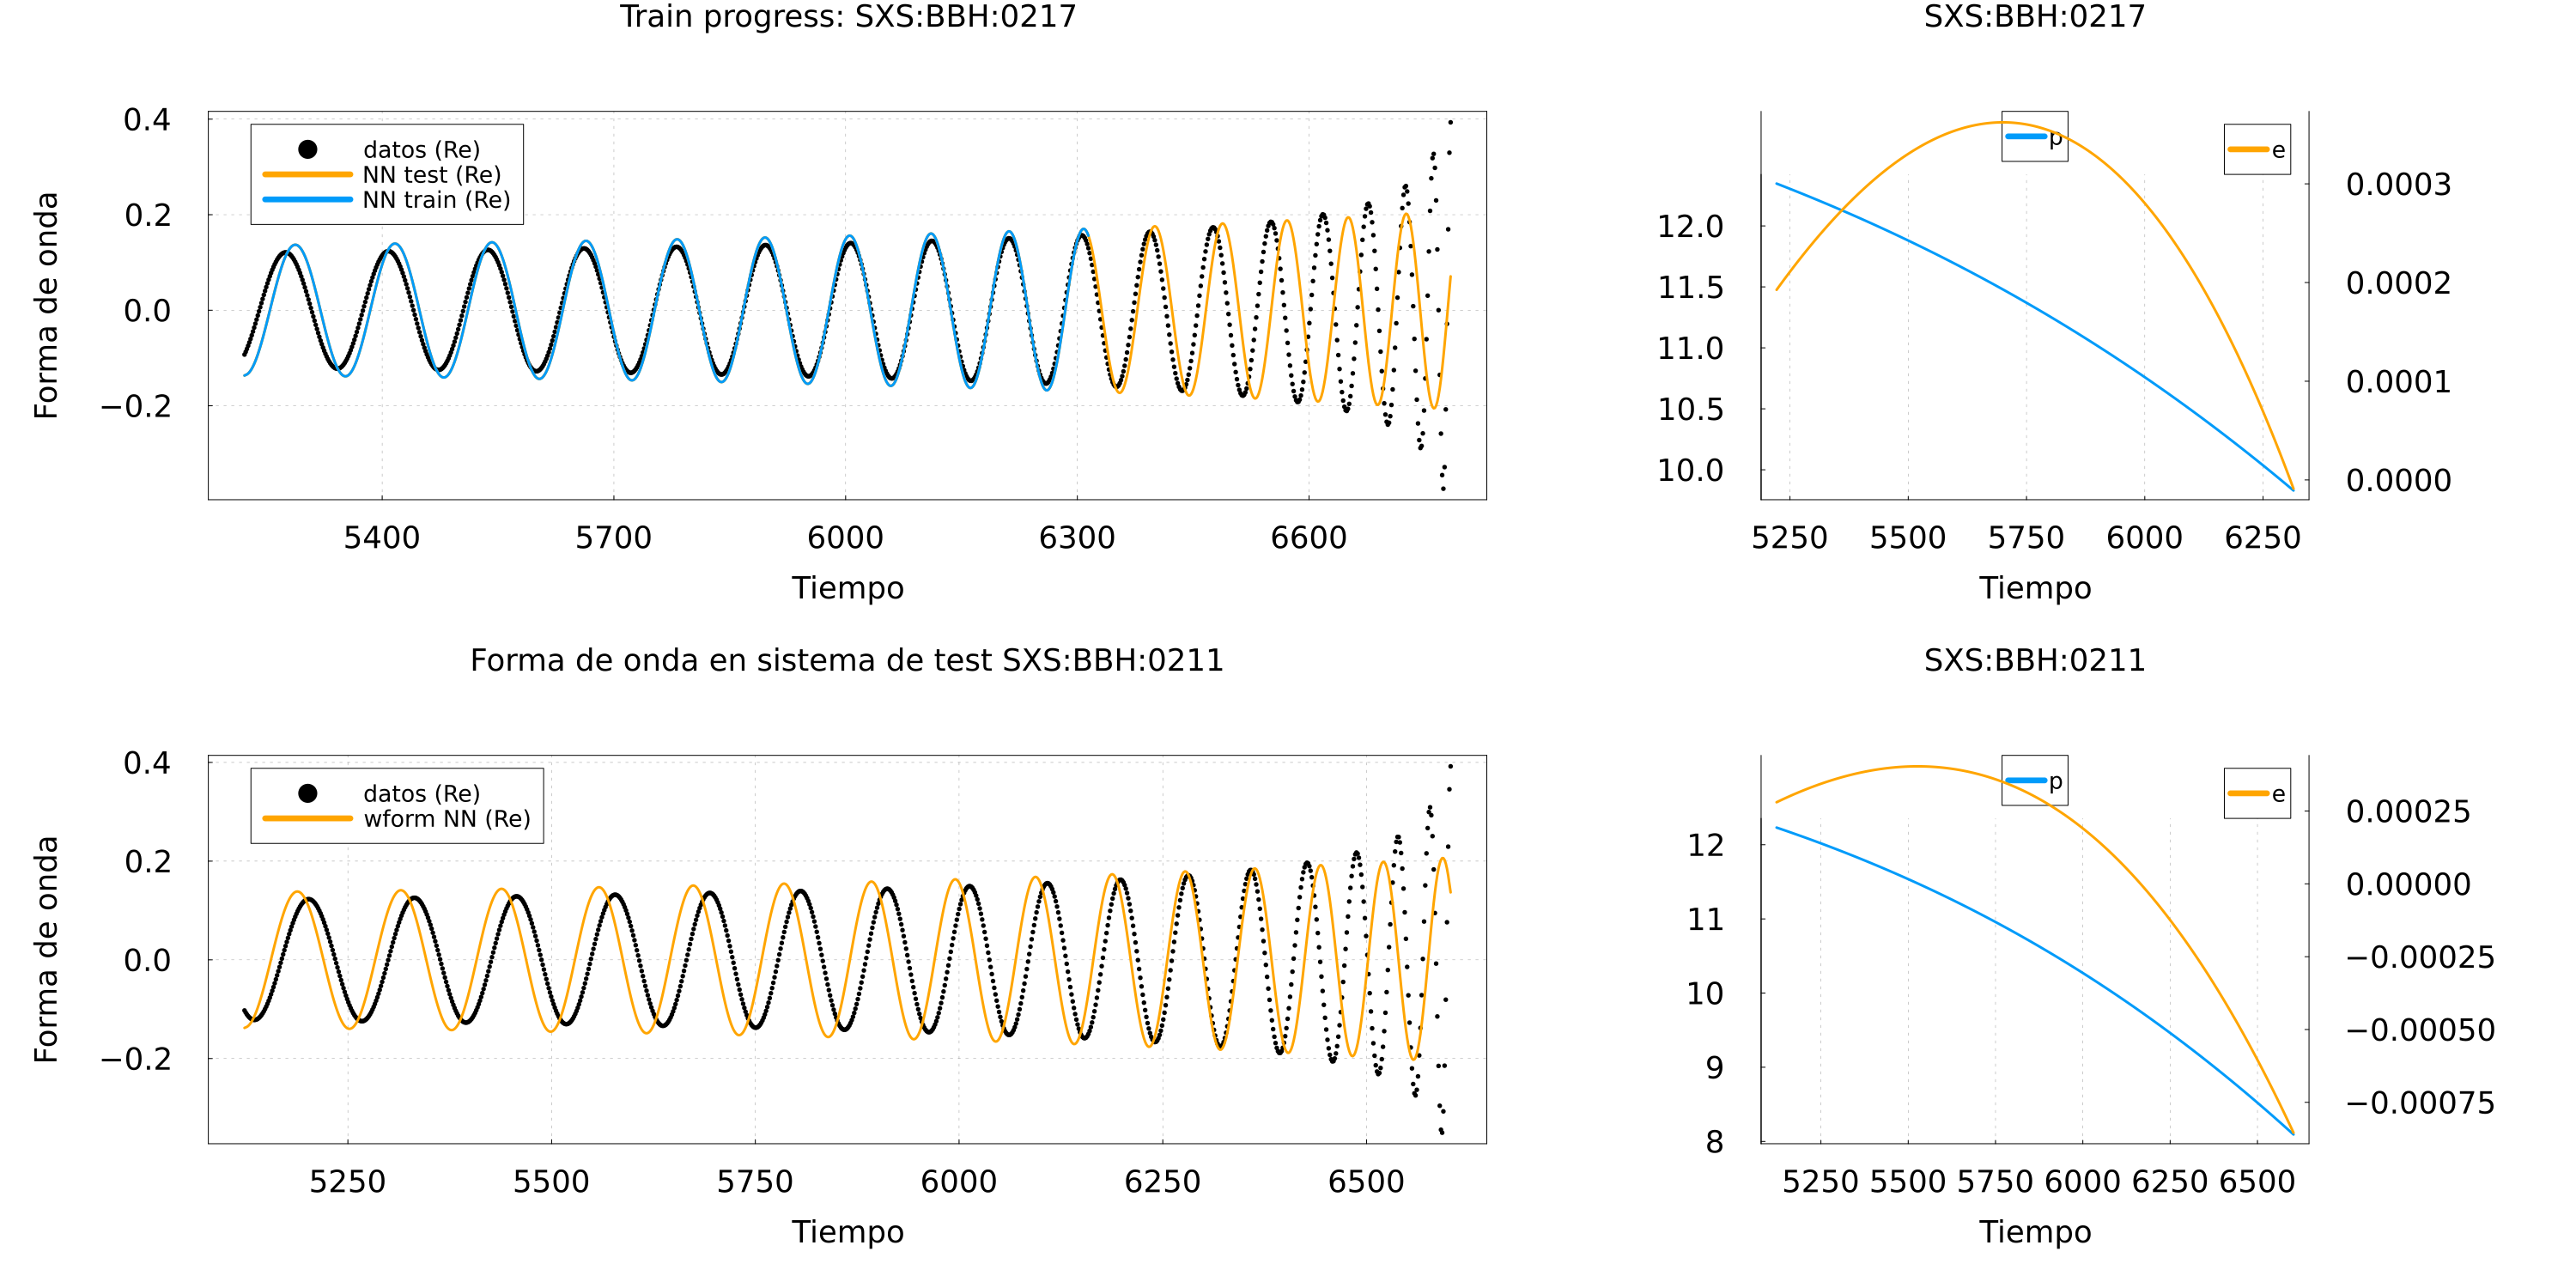 Train progress: SXS:BBH:0217
Forma de onda
0.4
0.2
0.0
−0.2
datos (Re)
NN test (Re)
NN train (Re)
5400 5700 6000 6300 6600
Tiempo
SXS:BBH:0217
12.0
11.5
11.0
10.5
10.0
p
e
0.0003
0.0002
0.0001
0.0000
5250 5500 5750 6000 6250
Tiempo
Forma de onda en sistema de test SXS:BBH:0211
Forma de onda
0.4
0.2
0.0
−0.2
datos (Re)
wform NN (Re)
5250 5500 5750 6000 6250 6500
Tiempo
SXS:BBH:0211
12
11
10
9
8
p
e
0.00025
0.00000
−0.00025
−0.00050
−0.00075
5250 5500 5750 6000 6250 6500
Tiempo